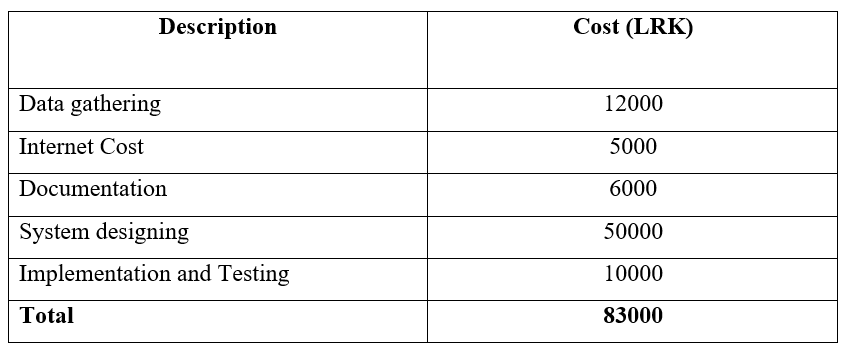 Description Cost (LRK)
Data gathering 12000
Internet Cost 5000
Documentation 6000
System designing 50000
Implementation and Testing 10000
Total 83000